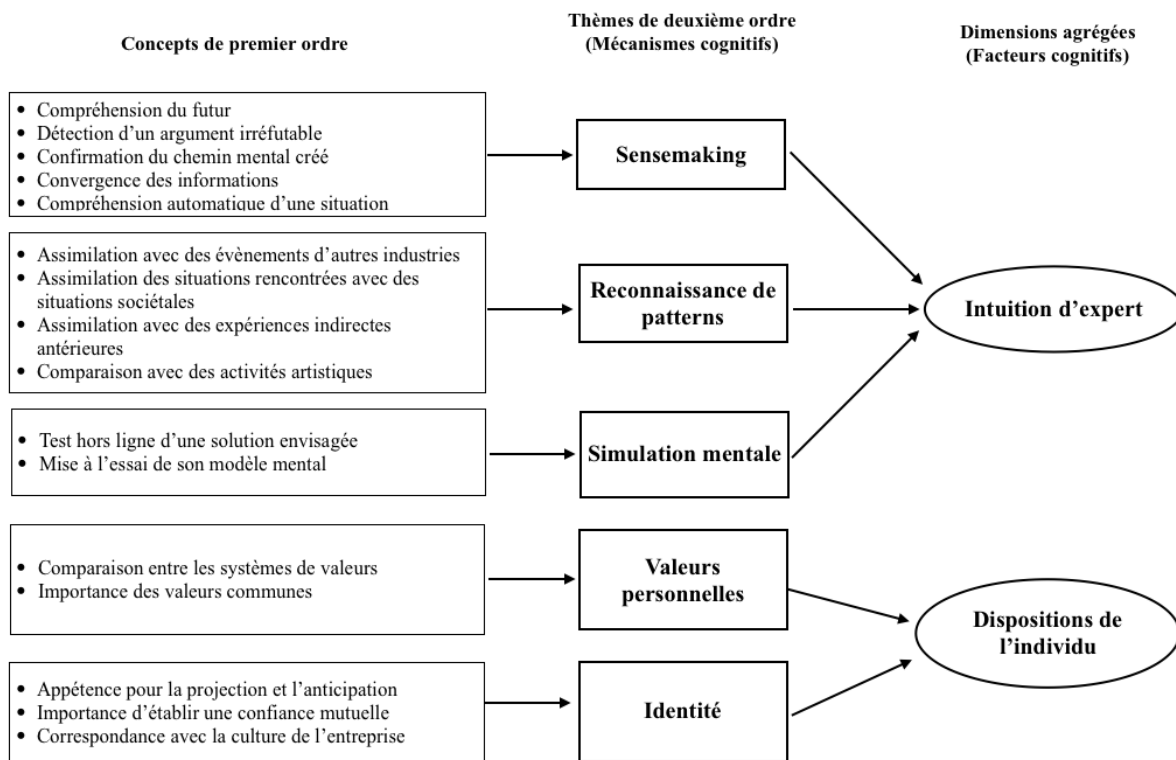 Concepts de premier ordre
Thèmes de deuxième ordre
(Mécanismes cognitifs)
Dimensions agrégées
(Facteurs cognitifs)
• Compréhension du futur
• Détection d’un argument irréfutable
• Confirmation du chemin mental créé
• Convergence des informations
• Compréhension automatique d’une situation
Sensemaking
• Assimilation avec des évènements d’autres industries
• Assimilation des situations rencontrées avec des
situations sociétales
• Assimilation avec des expériences indirectes
antérieures
• Comparaison avec des activités artistiques
Reconnaissance de
patterns
Intuition d’expert
• Test hors ligne d’une solution envisagée
• Mise à l’essai de son modèle mental
Simulation mentale
• Comparaison entre les systèmes de valeurs
• Importance des valeurs communes
Valeurs
personnelles
Dispositions de
l’individu
• Appétence pour la projection et l’anticipation
• Importance d’établir une confiance mutuelle
• Correspondance avec la culture de l’entreprise
Identité